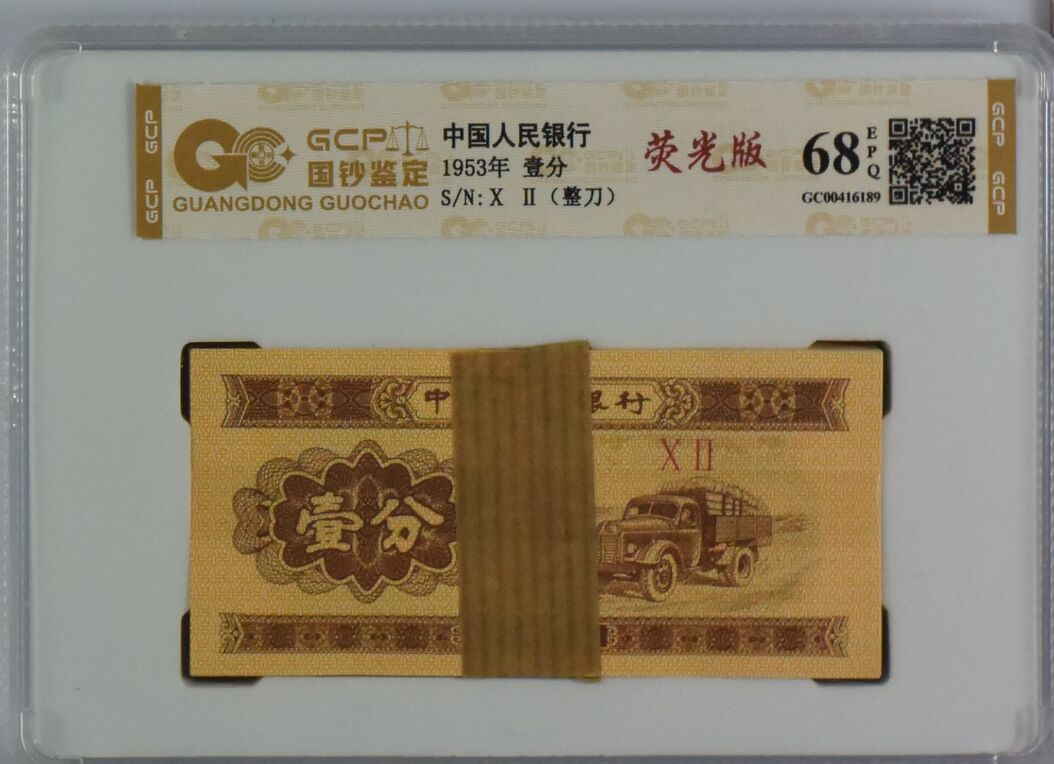 GCP
GCP
GC
GCP
国钞鉴定
GUANGDONG GUOCHAO
中国人民银行
1953年 壹分
S/N: X II（整刀）
荧光版
68
EPQ
GC00416189
GCP
GCP
中
银行
X II
壹分